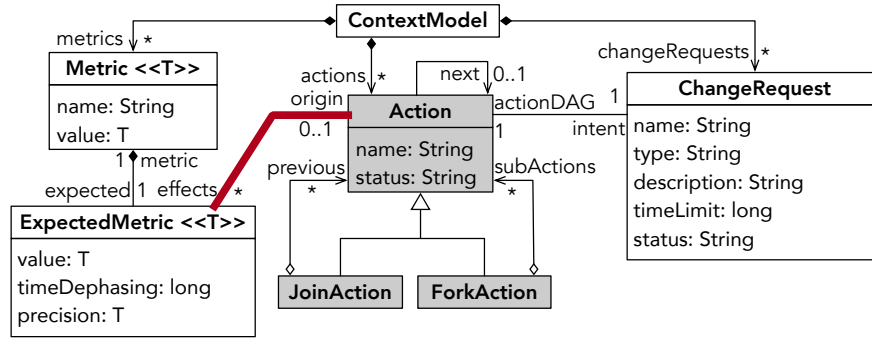 ContextModel
metrics
*
changeRequests
*
Metric <<T>>
name: String
value: T
actions
*
next
0..1
origin
0..1
Action
name: String
status: String
actionDAG
1
1
intent
ChangeRequest
name: String
type: String
description: String
timeLimit: long
status: String
1
metric
previous
*
subActions
*
expected
1
effects
*
ExpectedMetric <<T>>
value: T
timeDephasing: long
precision: T
JoinAction
ForkAction